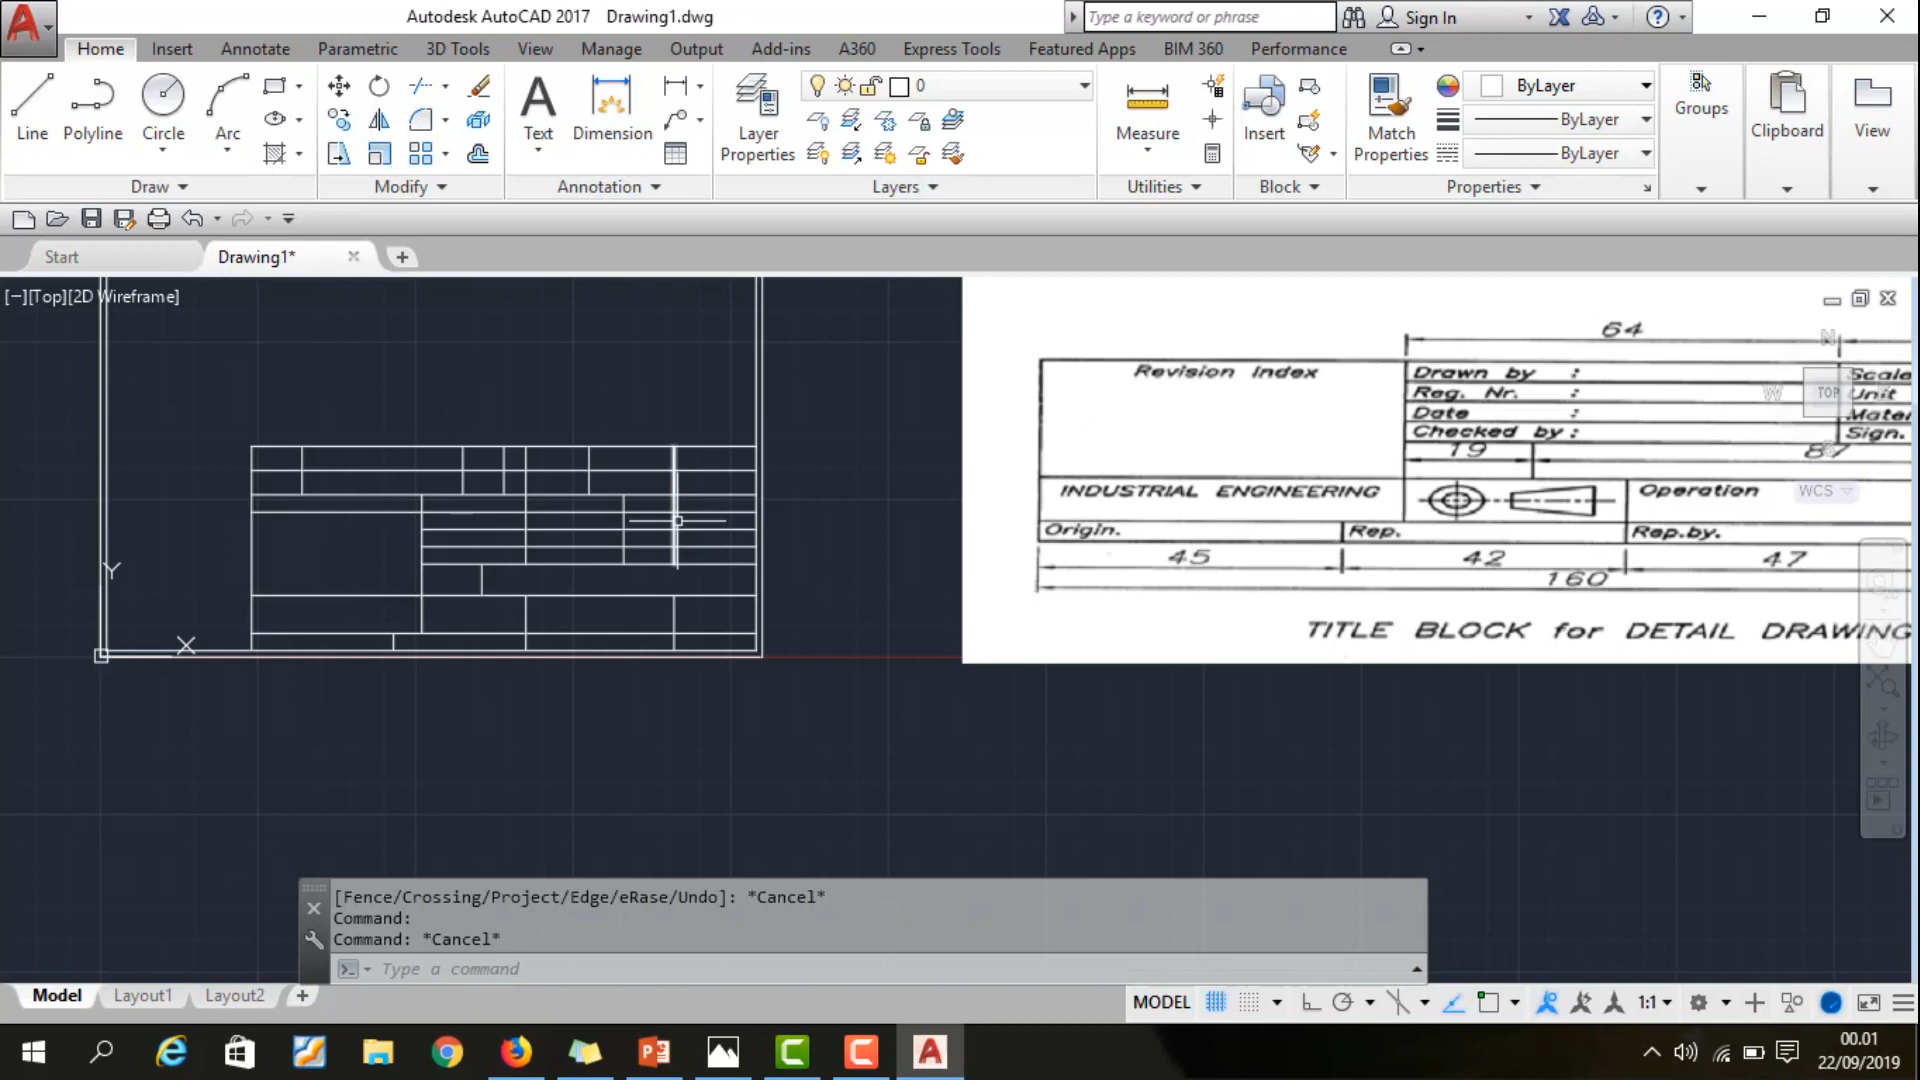 Autodesk AutoCAD 2017 Drawing1.dwg
Type a keyword or phrase
Sign In
Home Insert Annotate Parametric 3D Tools View Manage Output Add-ins A360 Express Tools Featured Apps BIM 360 Performance
Line Polyline Circle Arc
Text Dimension
Layer Properties
0
Measure
Insert
Match Properties
ByLayer
ByLayer
ByLayer
Groups
Clipboard
View
Draw Modify Annotation Layers Utilities Block Properties
Start Drawing1*
[−][Top][2D Wireframe]
64
Revision Index
Drawn by :
Reg. Nr. :
Date :
Checked by :
Scale
Unit
Mater
Sign.
N
W
TOP
WCS
19
87
INDUSTRIAL ENGINEERING
Operation
Origin.
Rep.
Rep.by.
45
42
47
160
TITLE BLOCK for DETAIL DRAWING
Y
X
[Fence/Crossing/Project/Edge/eRase/Undo]: *Cancel*
Command:
Command: *Cancel*
Type a command
Model Layout1 Layout2
MODEL
1:1
00.01
22/09/2019